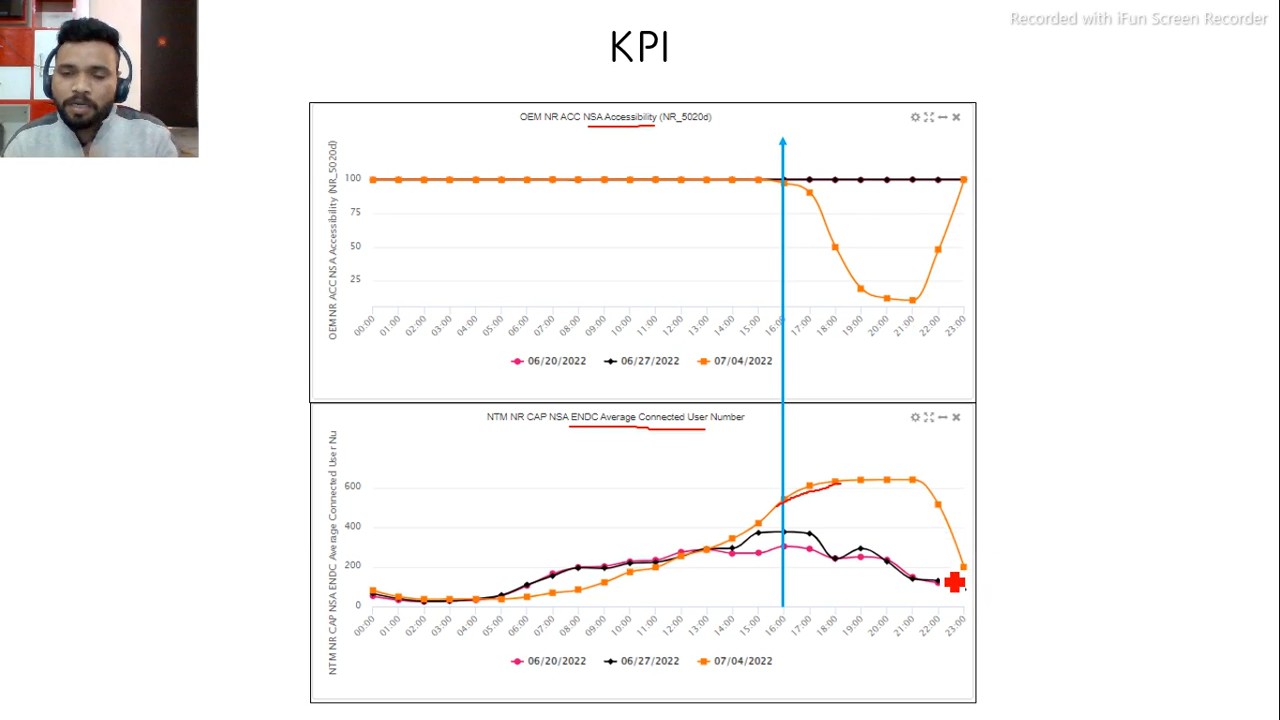 Recorded with iFun Screen Recorder
KPI
OEM NR ACC NSA Accessibility (NR_5020d)
OEM NR ACC NSA Accessibility (NR_5020d)
100
75
50
25
00:00 01:00 02:00 03:00 04:00 05:00 06:00 07:00 08:00 09:00 10:00 11:00 12:00 13:00 14:00 15:00 16:00 17:00 18:00 19:00 20:00 21:00 22:00 23:00
06/20/2022 06/27/2022 07/04/2022
NTM NR CAP NSA ENDC Average Connected User Number
NTM NR CAP NSA ENDC Average Connected User Nu
600
400
200
0
00:00 01:00 02:00 03:00 04:00 05:00 06:00 07:00 08:00 09:00 10:00 11:00 12:00 13:00 14:00 15:00 16:00 17:00 18:00 19:00 20:00 21:00 22:00 23:00
06/20/2022 06/27/2022 07/04/2022